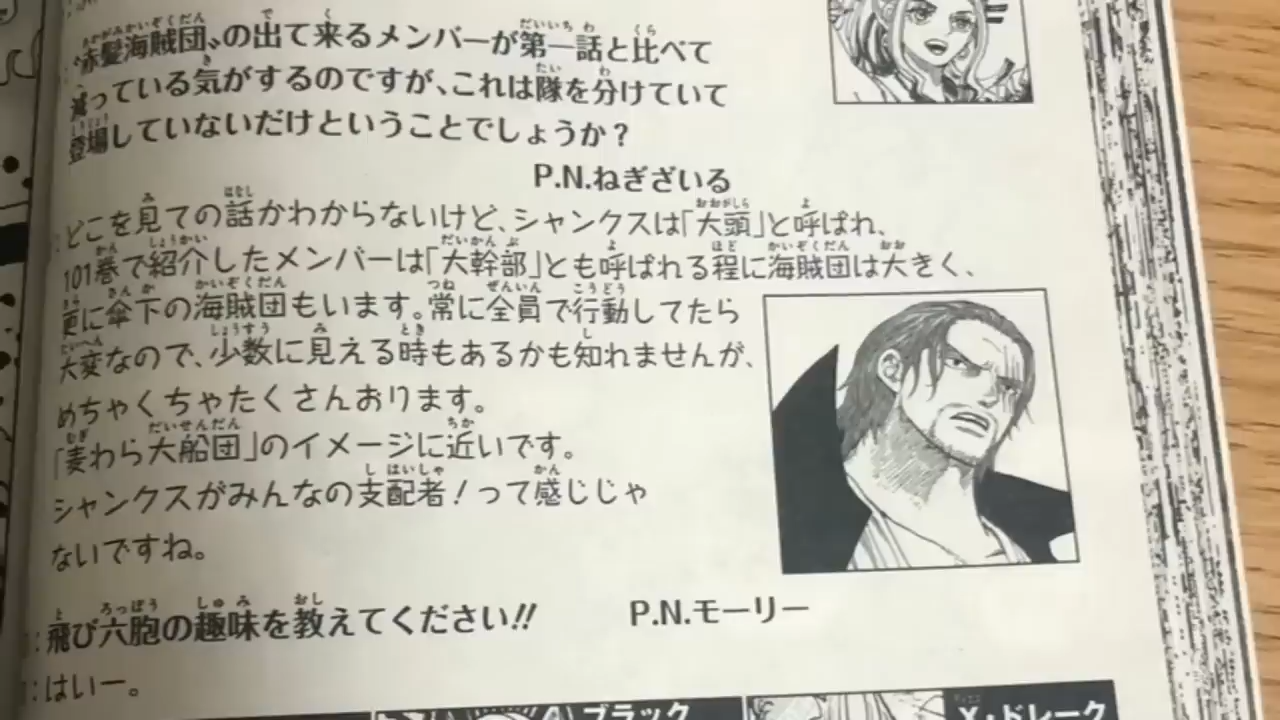 “赤髪海賊団”の出て来るメンバーが第一話と比べて
減っている気がするのですが、これは隊を分けていて
登場していないだけということでしょうか?
P.N.ねぎざいる
:どこを見ての話かわからないけど、シャンクスは「大頭」と呼ばれ、
101巻で紹介したメンバーは「大幹部」とも呼ばれる程に海賊団は大きく、
更に傘下の海賊団もいます。常に全員で行動してたら
大変なので、少数に見える時もあるかも知れませんが、
めちゃくちゃたくさんおります。
「麦わら大船団」のイメージに近いです。
シャンクスがみんなの支配者!って感じじゃ
ないですね。
:飛び六胞の趣味を教えてください!! P.N.モーリー
:はいー。
ブラック
X・ドレーク